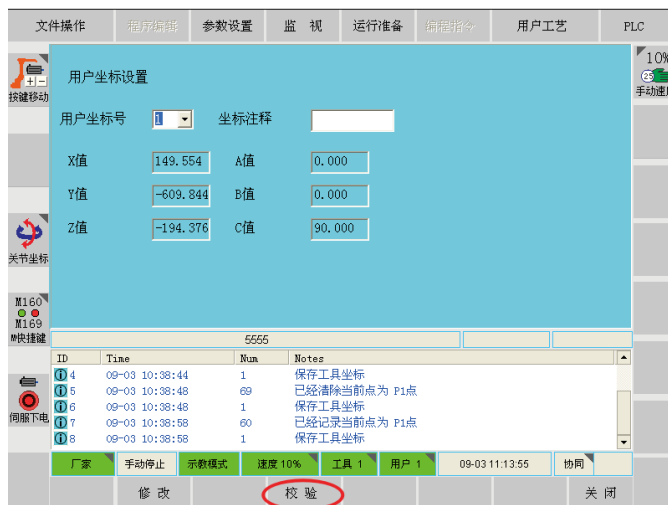 文件操作 程序编辑 参数设置 监 视 运行准备 编程指令 用户工艺 PLC
+ -
按键移动
10%
25
手动速
用户坐标设置
用户坐标号 1 坐标注释
X值 149.554 A值 0.000
Y值 -609.844 B值 0.000
Z值 -194.376 C值 90.000
关节坐标
M160
M169
M快捷键
伺服下电
5555
ID Time Num Notes
4 09-03 10:38:44 1 保存工具坐标
5 09-03 10:38:48 69 已经清除当前点为 P1点
6 09-03 10:38:48 1 保存工具坐标
7 09-03 10:38:58 60 已经记录当前点为 P1点
8 09-03 10:38:58 1 保存工具坐标
厂家 手动停止 示教模式 速度 10% 工具 1 用户 1 09-03 11:13:55 协同
修 改 校 验 关 闭